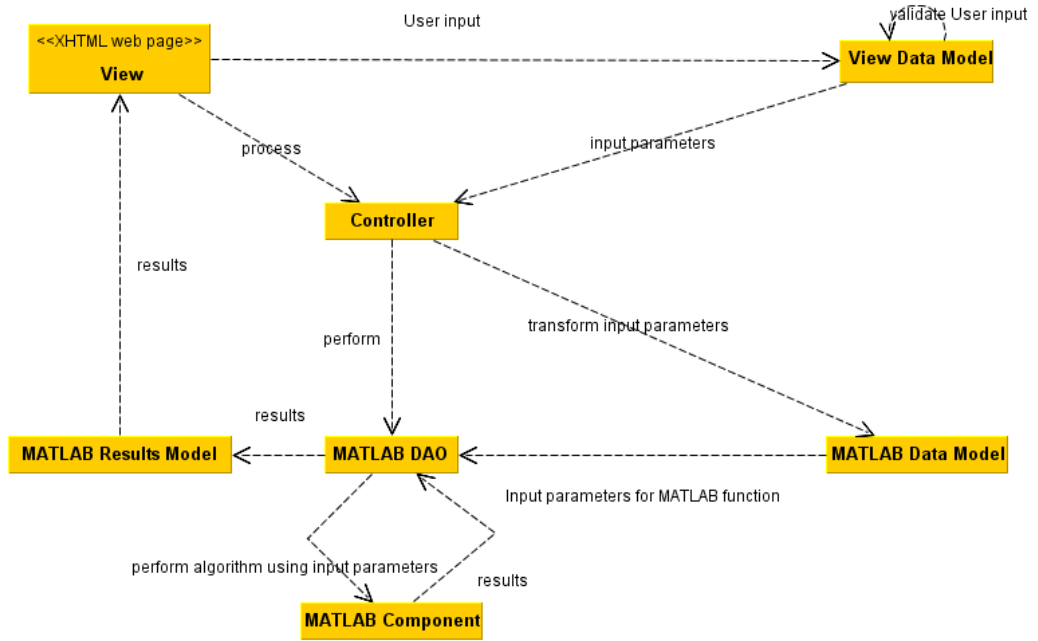 User input
validate User input
<<XHTML web page>>
View
View Data Model
process
input parameters
Controller
results
transform input parameters
perform
results
MATLAB Results Model
MATLAB DAO
MATLAB Data Model
Input parameters for MATLAB function
perform algorithm using input parameters
results
MATLAB Component